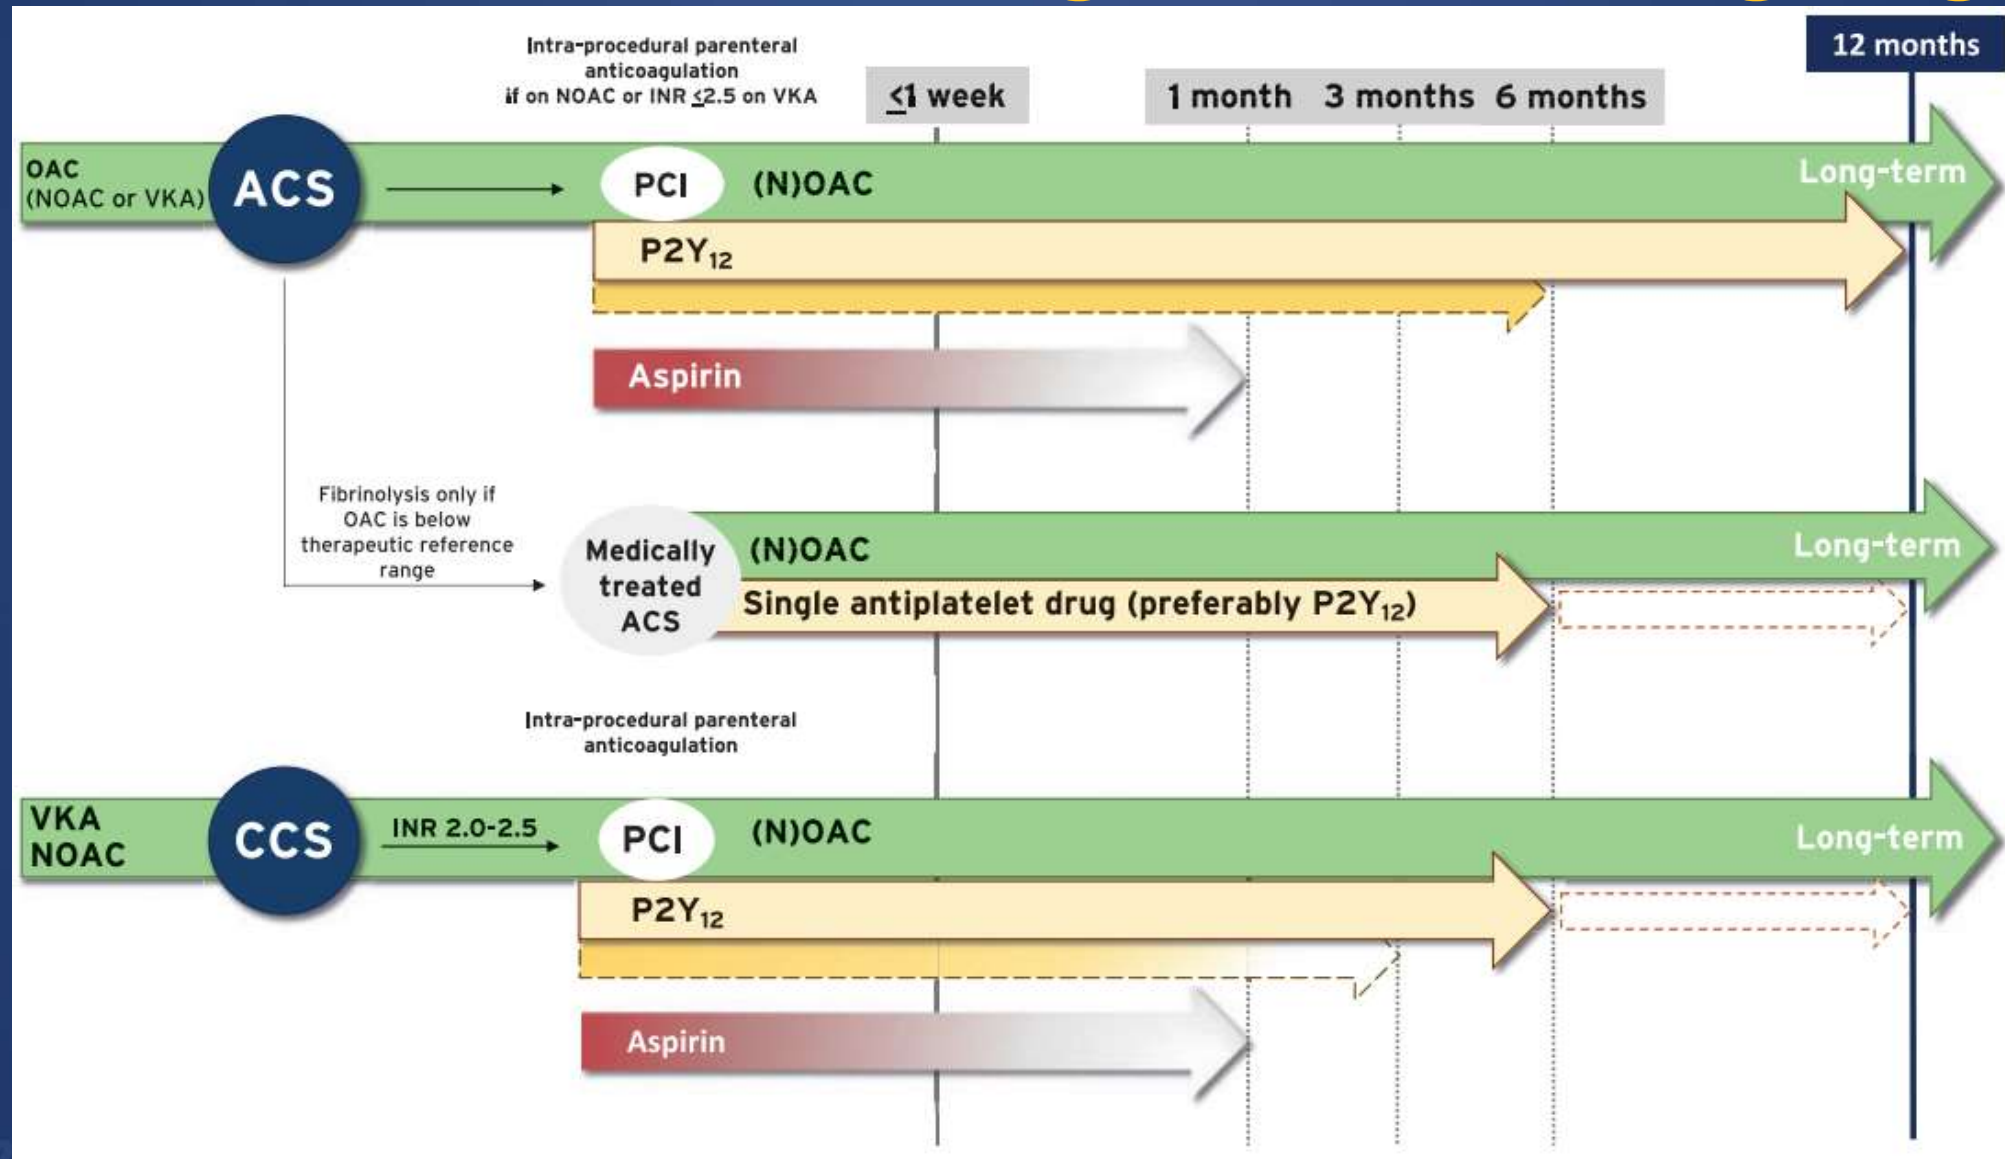 12 months
Intra-procedural parenteral
anticoagulation
if on NOAC or INR ≤2.5 on VKA
≤1 week
1 month 3 months 6 months
OAC
(NOAC or VKA)
ACS
PCI
(N)OAC
Long-term
P2Y₁₂
Aspirin
Fibrinolysis only if
OAC is below
therapeutic reference
range
Medically
treated
ACS
(N)OAC
Long-term
Single antiplatelet drug (preferably P2Y₁₂)
Intra-procedural parenteral
anticoagulation
VKA
NOAC
CCS
INR 2.0-2.5
PCI
(N)OAC
Long-term
P2Y₁₂
Aspirin